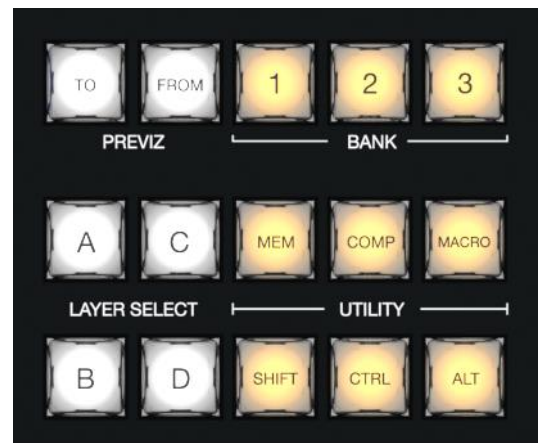 TO FROM 1 2 3
PREVIZ BANK
A C MEM COMP MACRO
LAYER SELECT UTILITY
B D SHIFT CTRL ALT